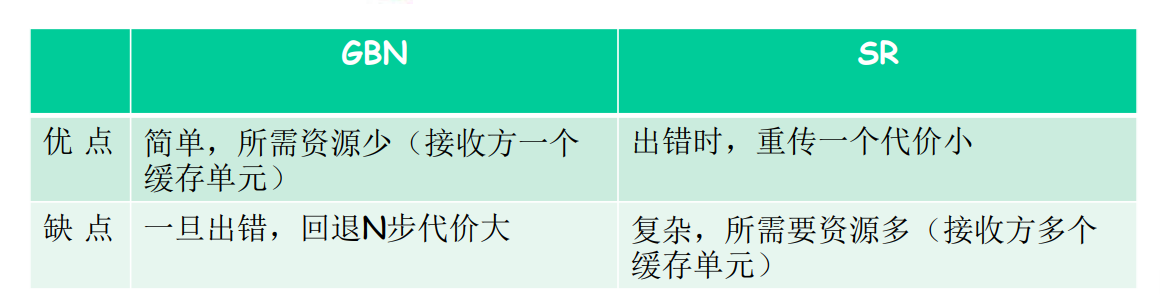 GBN
SR
优 点
简单，所需资源少（接收方一个
缓存单元）
出错时，重传一个代价小
缺 点
一旦出错，回退N步代价大
复杂，所需要资源多（接收方多个
缓存单元）